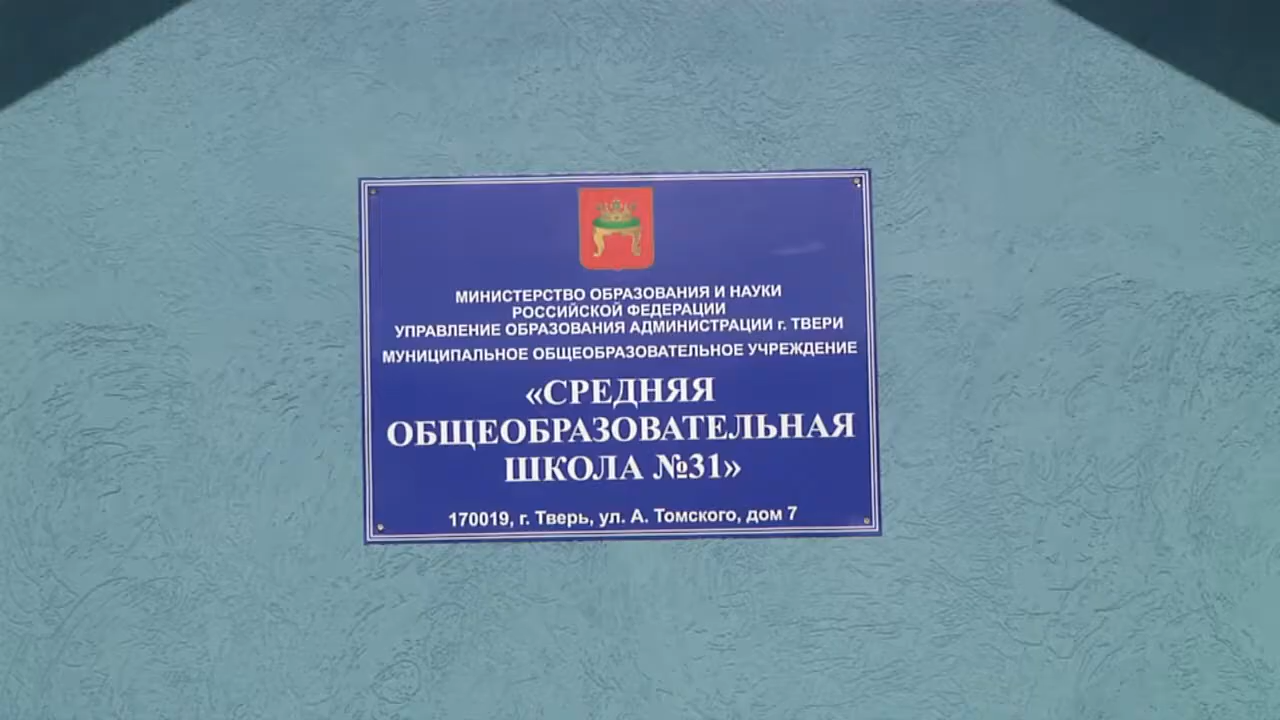 МИНИСТЕРСТВО ОБРАЗОВАНИЯ И НАУКИ
РОССИЙСКОЙ ФЕДЕРАЦИИ
УПРАВЛЕНИЕ ОБРАЗОВАНИЯ АДМИНИСТРАЦИИ г. ТВЕРИ
МУНИЦИПАЛЬНОЕ ОБЩЕОБРАЗОВАТЕЛЬНОЕ УЧРЕЖДЕНИЕ
«СРЕДНЯЯ
ОБЩЕОБРАЗОВАТЕЛЬНАЯ
ШКОЛА №31»
170019, г. Тверь, ул. А. Томского, дом 7